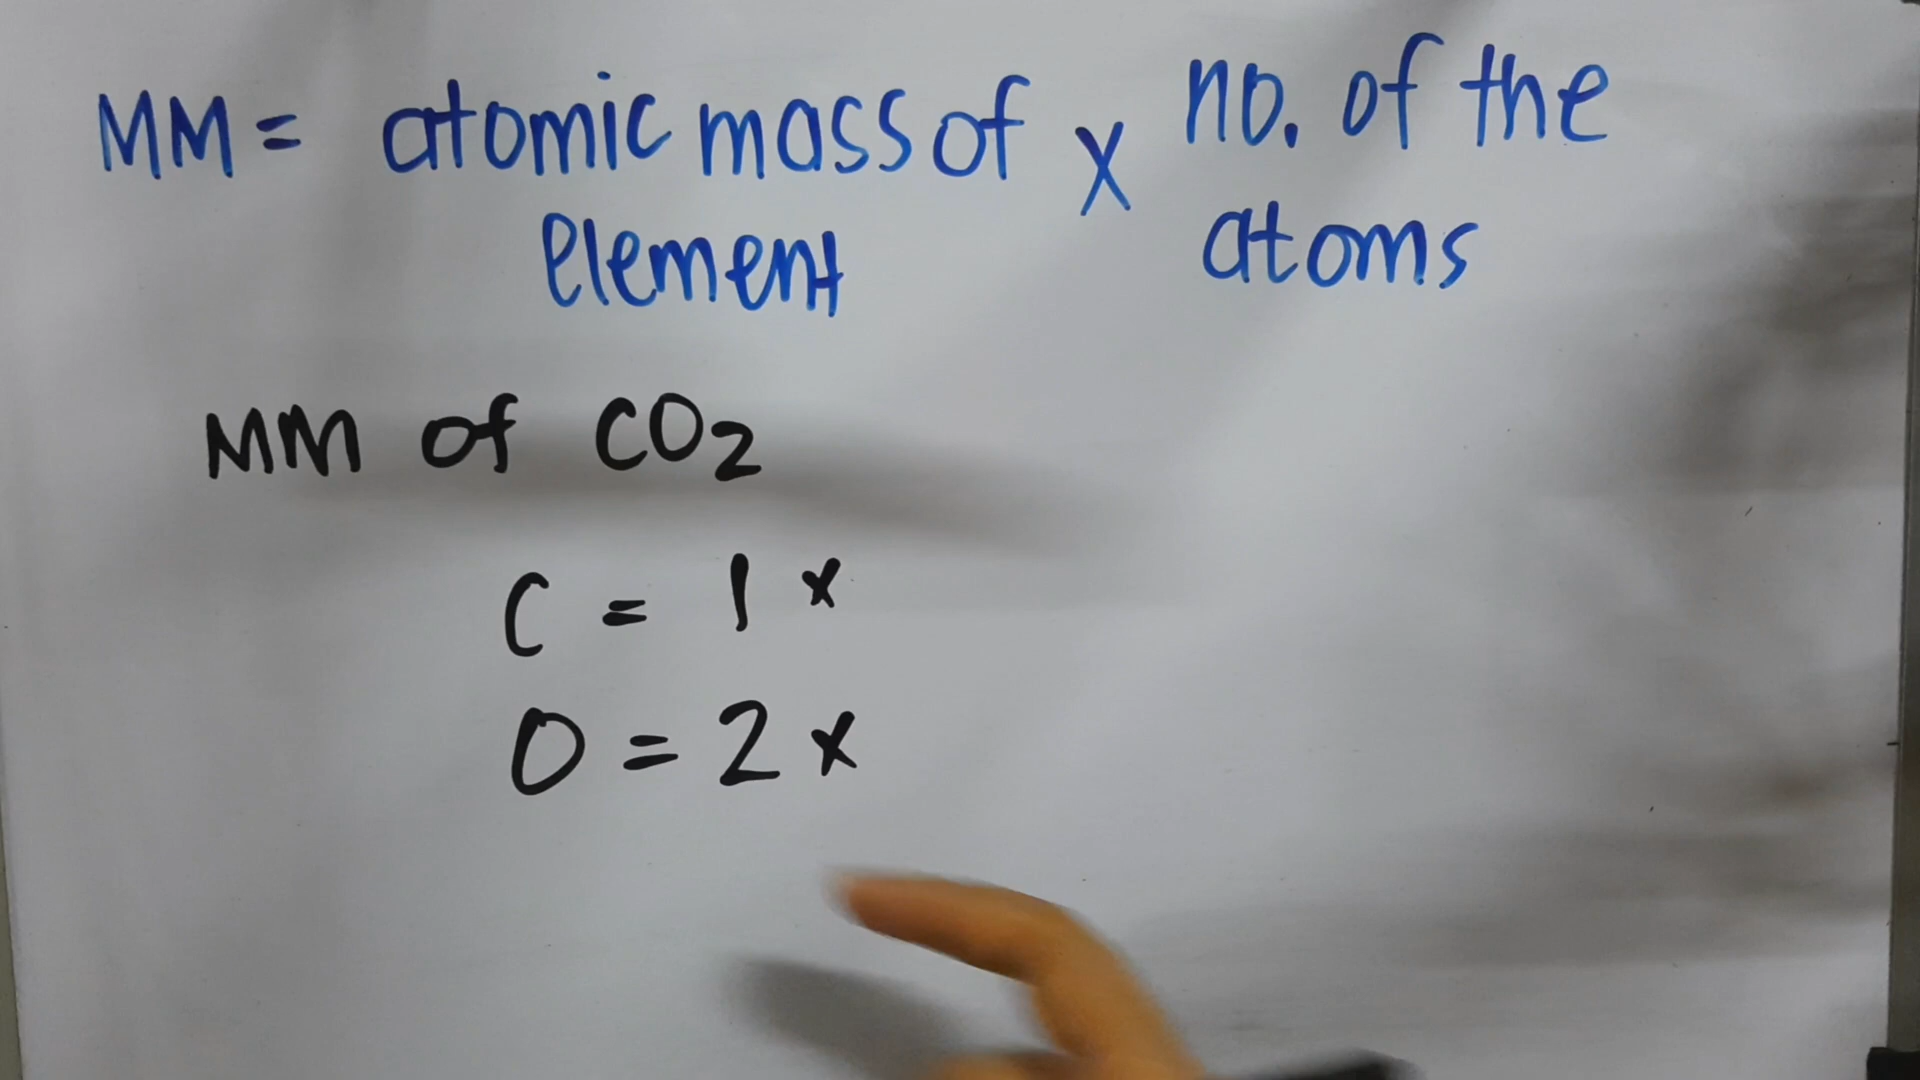 MM = atomic mass of x no. of the
element atoms
MM of CO2
C = 1 x
O = 2 x